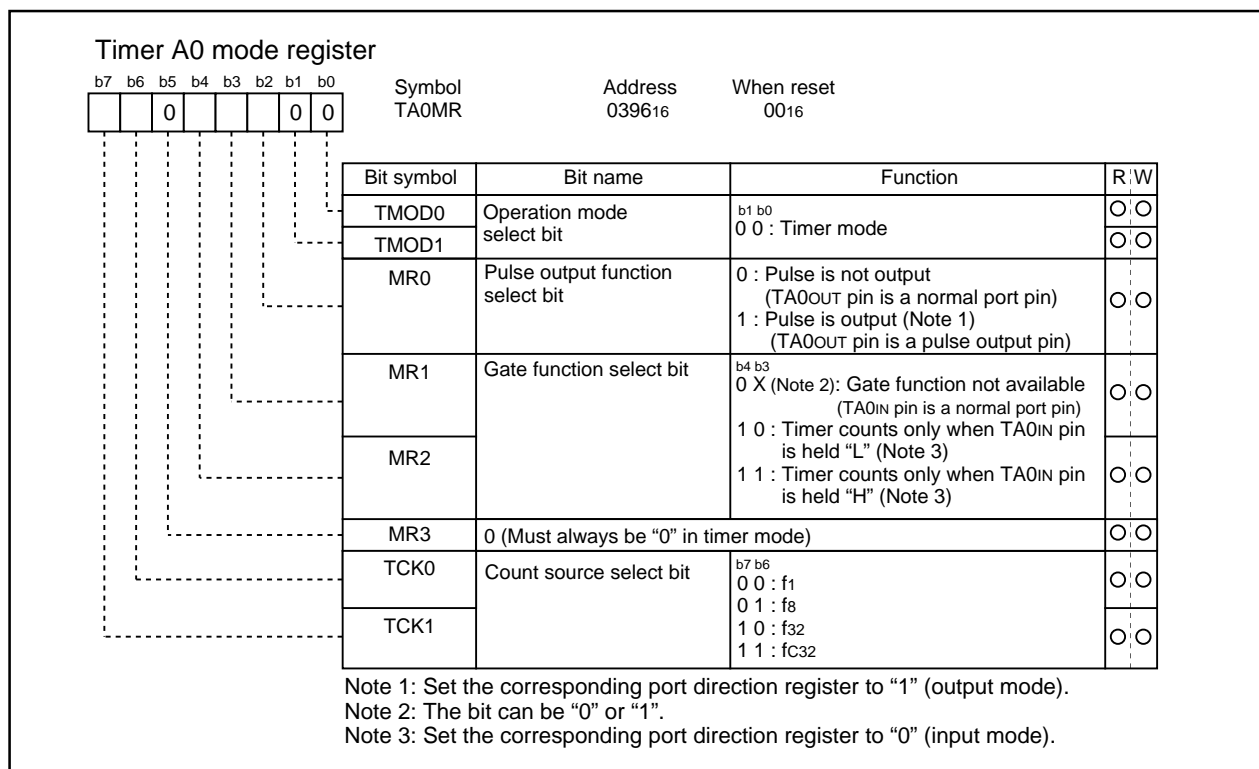 Timer A0 mode register
b7 b6 b5 b4 b3 b2 b1 b0
0 0 0
Symbol Address When reset
TA0MR 039616 0016
Bit symbol Bit name Function R W
TMOD0 Operation mode select bit
b1 b0
0 0 : Timer mode
TMOD1
MR0 Pulse output function select bit
0 : Pulse is not output
(TA0OUT pin is a normal port pin)
1 : Pulse is output (Note 1)
(TA0OUT pin is a pulse output pin)
MR1 Gate function select bit
b4 b3
0 X (Note 2): Gate function not available
(TA0IN pin is a normal port pin)
1 0 : Timer counts only when TA0IN pin
is held “L” (Note 3)
MR2
1 1 : Timer counts only when TA0IN pin
is held “H” (Note 3)
MR3 0 (Must always be “0” in timer mode)
TCK0 Count source select bit
b7 b6
0 0 : f1
0 1 : f8
TCK1
1 0 : f32
1 1 : fC32
Note 1: Set the corresponding port direction register to “1” (output mode).
Note 2: The bit can be “0” or “1”.
Note 3: Set the corresponding port direction register to “0” (input mode).